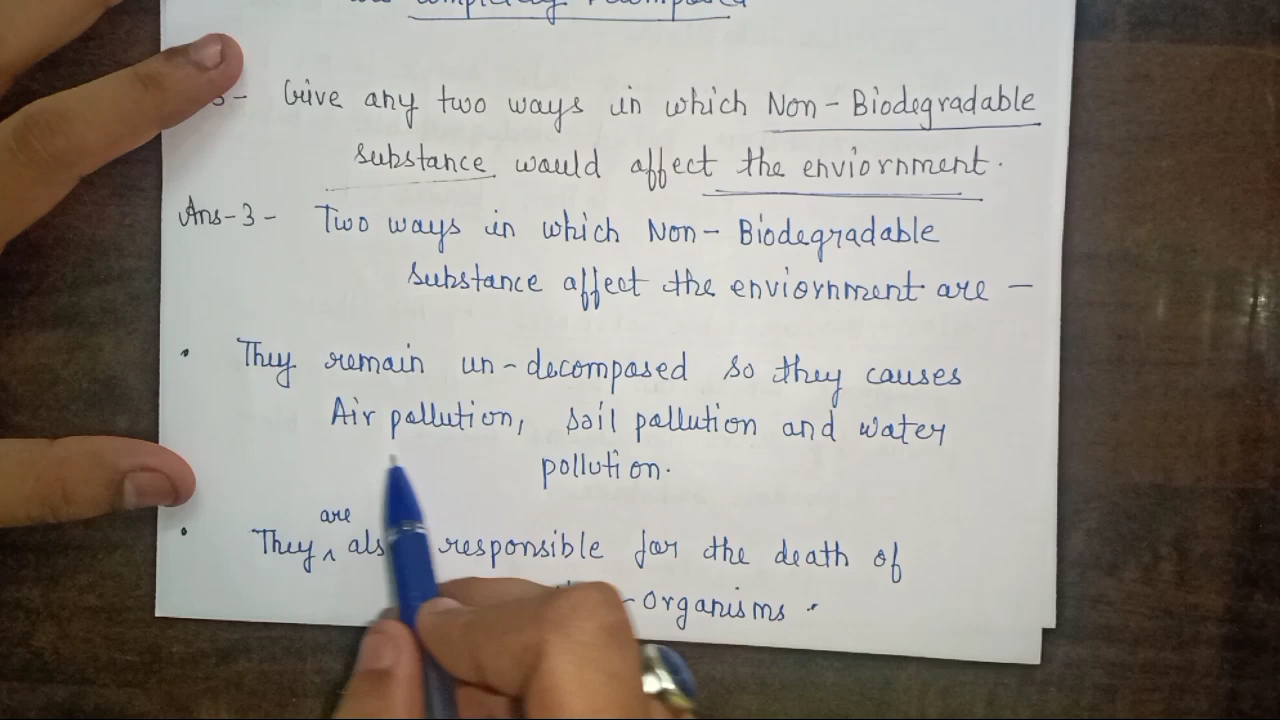 3- Give any two ways in which Non-Biodegradable
substance would affect the enviornment.
Ans-3- Two ways in which Non-Biodegradable
substance affect the enviornment are -
• They remain un-decomposed so they causes
Air pollution, soil pollution and water
pollution.
are
• They ^ als responsible for the death of
-organisms.